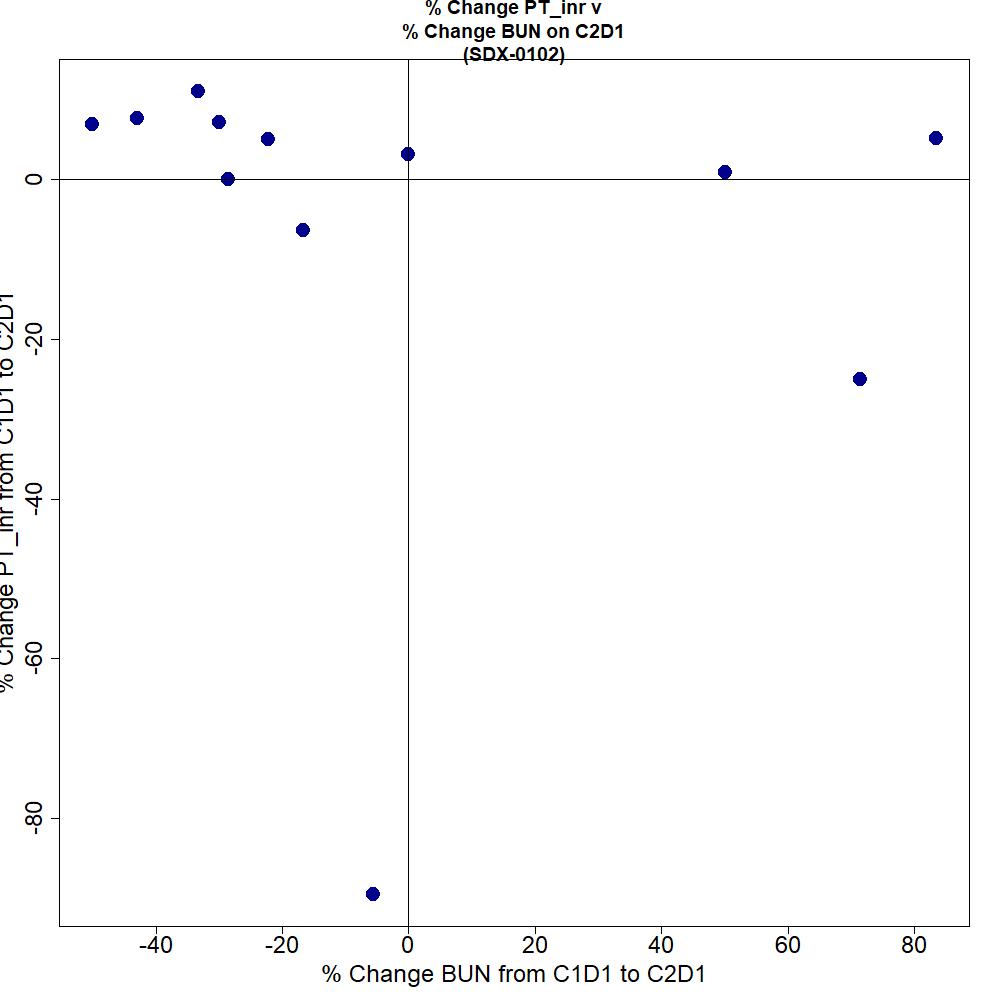 % Change PT_inr v
% Change BUN on C2D1
(SDX-0102)
% Change PT_inr from C1D1 to C2D1
0
-20
-40
-60
-80
-40
-20
0
20
40
60
80
% Change BUN from C1D1 to C2D1